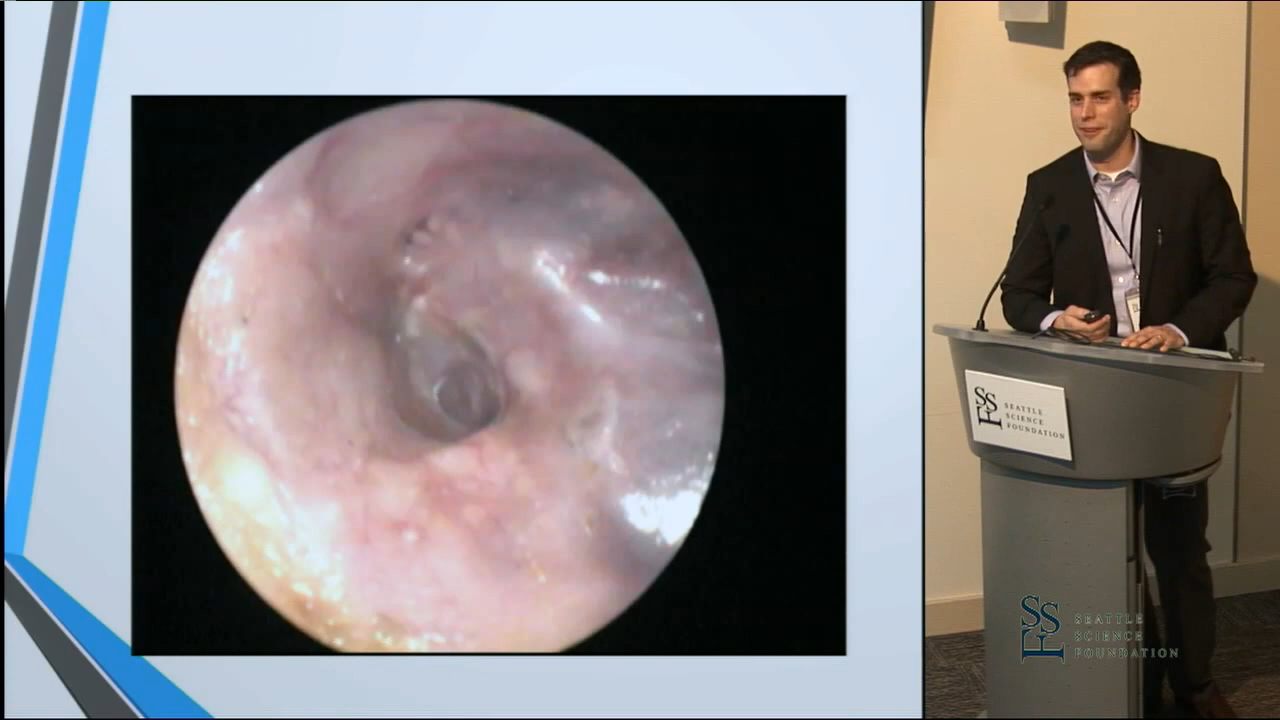 SSF
SEATTLE
SCIENCE
FOUNDATION
SSF
SEATTLE
SCIENCE
FOUNDATION